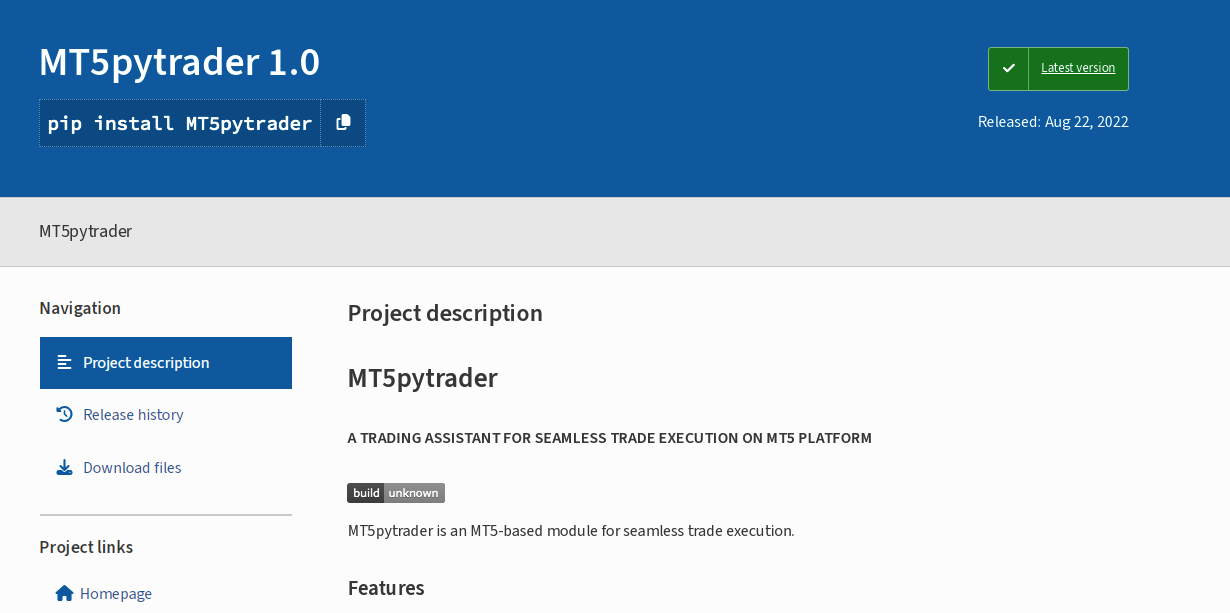 MT5pytrader 1.0
pip install MT5pytrader
Latest version
Released: Aug 22, 2022
MT5pytrader
Navigation
Project description
Release history
Download files
Project links
Homepage
Project description
MT5pytrader
A TRADING ASSISTANT FOR SEAMLESS TRADE EXECUTION ON MT5 PLATFORM
build unknown
MT5pytrader is an MT5-based module for seamless trade execution.
Features